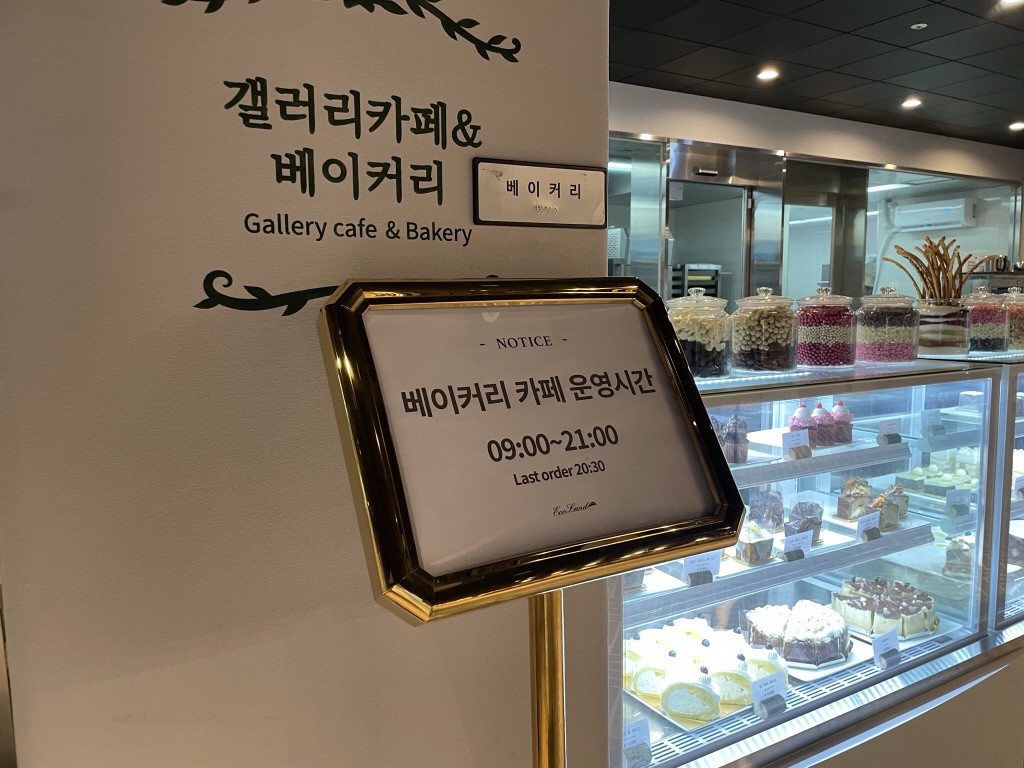 갤러리카페&
베이커리
Gallery cafe & Bakery
베이커리
- NOTICE -
베이커리 카페 운영시간
09:00~21:00
Last order 20:30
EcoLand